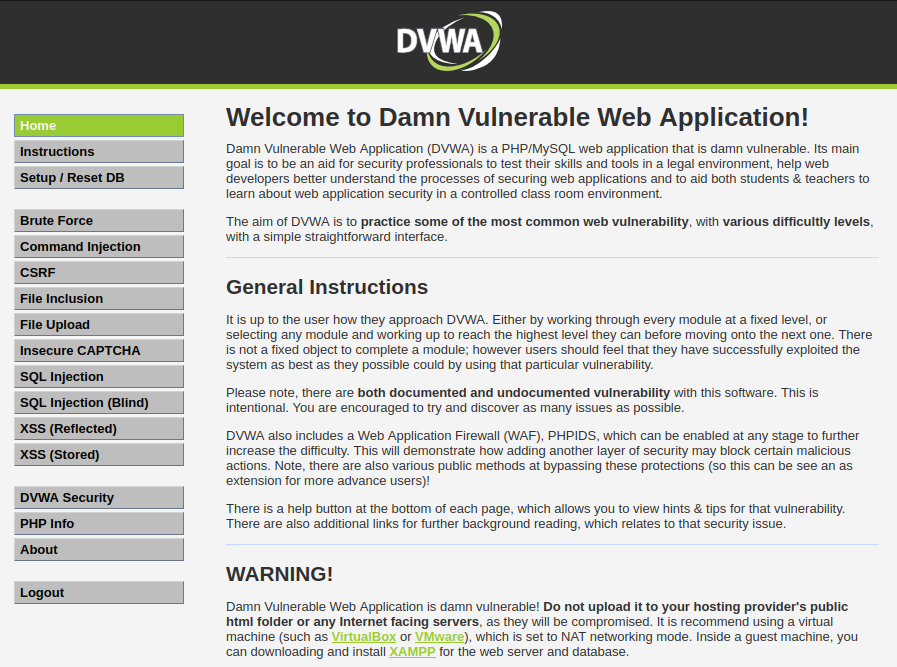 DVWA
Home
Instructions
Setup / Reset DB
Brute Force
Command Injection
CSRF
File Inclusion
File Upload
Insecure CAPTCHA
SQL Injection
SQL Injection (Blind)
XSS (Reflected)
XSS (Stored)
DVWA Security
PHP Info
About
Logout
Welcome to Damn Vulnerable Web Application!
Damn Vulnerable Web Application (DVWA) is a PHP/MySQL web application that is damn vulnerable. Its main
goal is to be an aid for security professionals to test their skills and tools in a legal environment, help web
developers better understand the processes of securing web applications and to aid both students & teachers to
learn about web application security in a controlled class room environment.
The aim of DVWA is to practice some of the most common web vulnerability, with various difficultly levels,
with a simple straightforward interface.
General Instructions
It is up to the user how they approach DVWA. Either by working through every module at a fixed level, or
selecting any module and working up to reach the highest level they can before moving onto the next one. There
is not a fixed object to complete a module; however users should feel that they have successfully exploited the
system as best as they possible could by using that particular vulnerability.
Please note, there are both documented and undocumented vulnerability with this software. This is
intentional. You are encouraged to try and discover as many issues as possible.
DVWA also includes a Web Application Firewall (WAF), PHPIDS, which can be enabled at any stage to further
increase the difficulty. This will demonstrate how adding another layer of security may block certain malicious
actions. Note, there are also various public methods at bypassing these protections (so this can be see an as
extension for more advance users)!
There is a help button at the bottom of each page, which allows you to view hints & tips for that vulnerability.
There are also additional links for further background reading, which relates to that security issue.
WARNING!
Damn Vulnerable Web Application is damn vulnerable! Do not upload it to your hosting provider's public
html folder or any Internet facing servers, as they will be compromised. It is recommend using a virtual
machine (such as VirtualBox or VMware), which is set to NAT networking mode. Inside a guest machine, you
can downloading and install XAMPP for the web server and database.